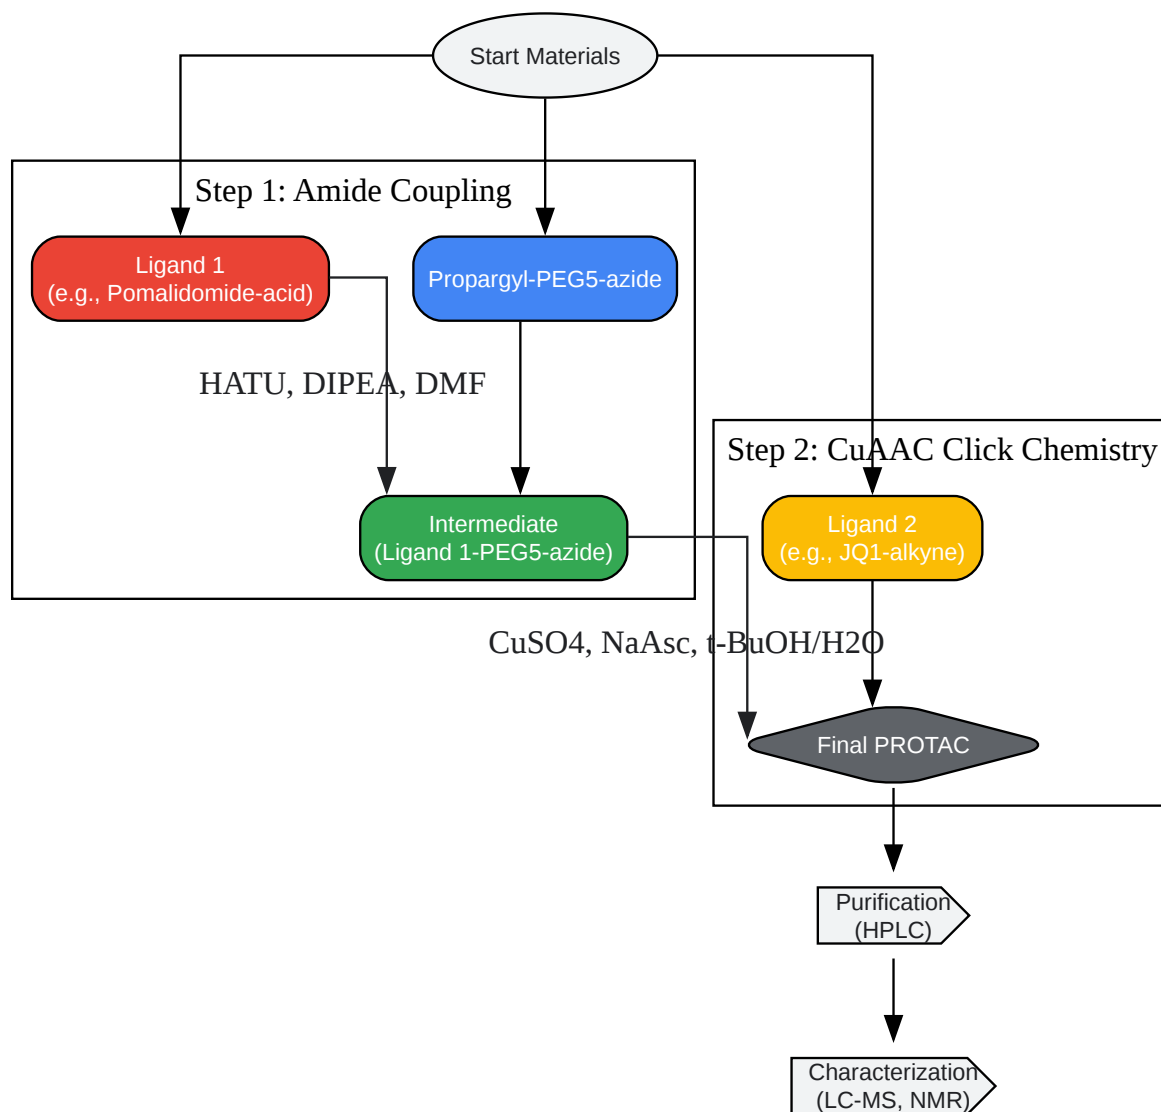 Start Materials
Step 1: Amide Coupling
Ligand 1
(e.g., Pomalidomide-acid)
Propargyl-PEG5-azide
HATU, DIPEA, DMF
Step 2: CuAAC Click Chemistry
Intermediate
(Ligand 1-PEG5-azide)
Ligand 2
(e.g., JQ1-alkyne)
CuSO4, NaAsc, t-BuOH/H2O
Final PROTAC
Purification
(HPLC)
Characterization
(LC-MS, NMR)